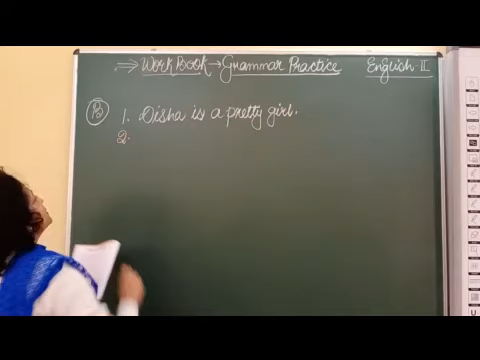 ⇒ Work Book → Grammar Practice English-II
(B) 1. Disha is a pretty girl.
2.